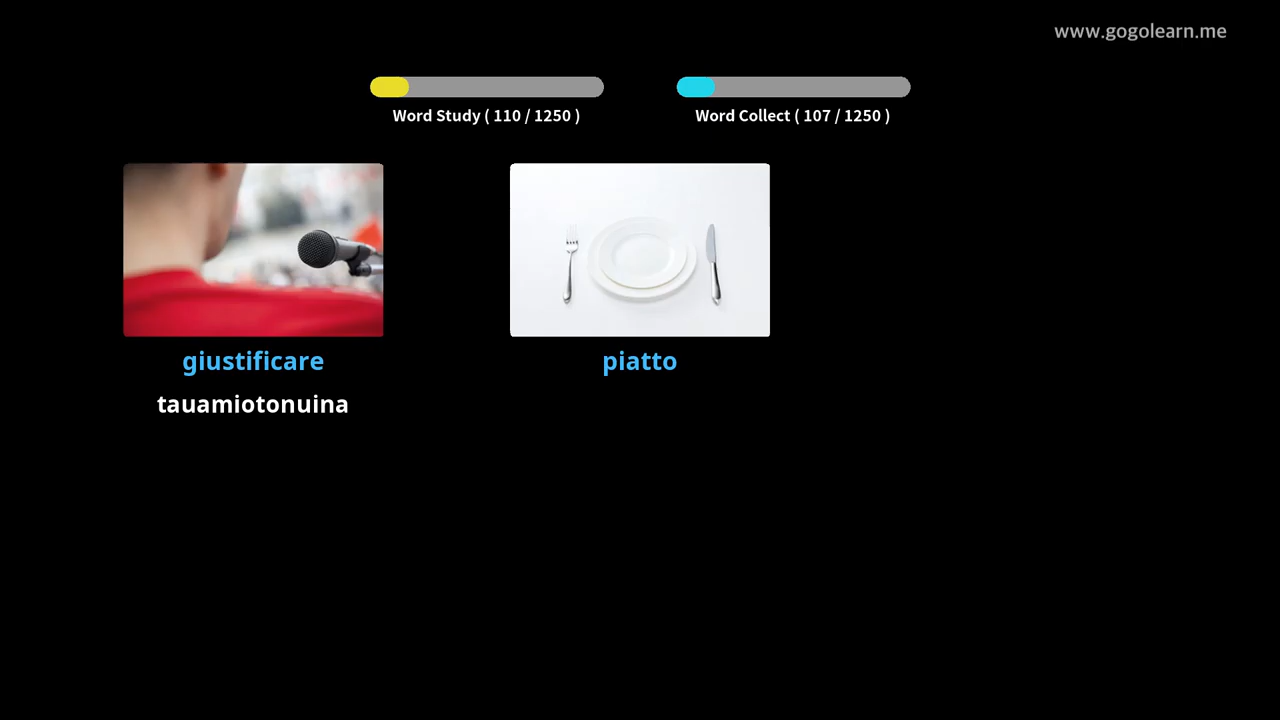 www.gogolearn.me
Word Study ( 110 / 1250 )
Word Collect ( 107 / 1250 )
giustificare
piatto
tauamiotonuina